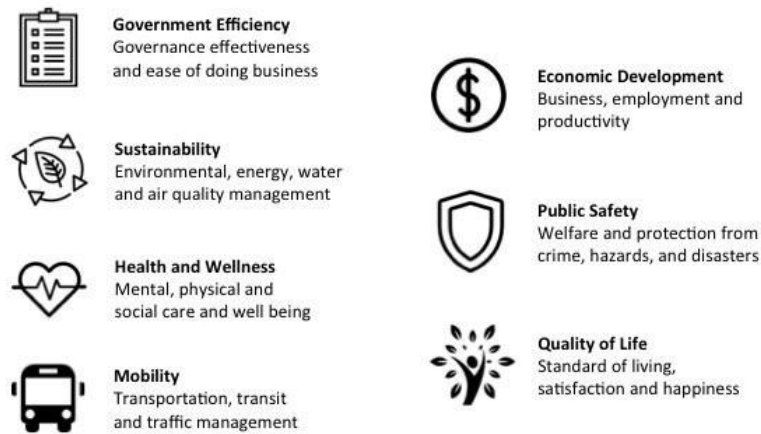 Government Efficiency
Governance effectiveness
and ease of doing business
Sustainability
Environmental, energy, water
and air quality management
Health and Wellness
Mental, physical and
social care and well being
Mobility
Transportation, transit
and traffic management
Economic Development
Business, employment and
productivity
Public Safety
Welfare and protection from
crime, hazards, and disasters
Quality of Life
Standard of living,
satisfaction and happiness